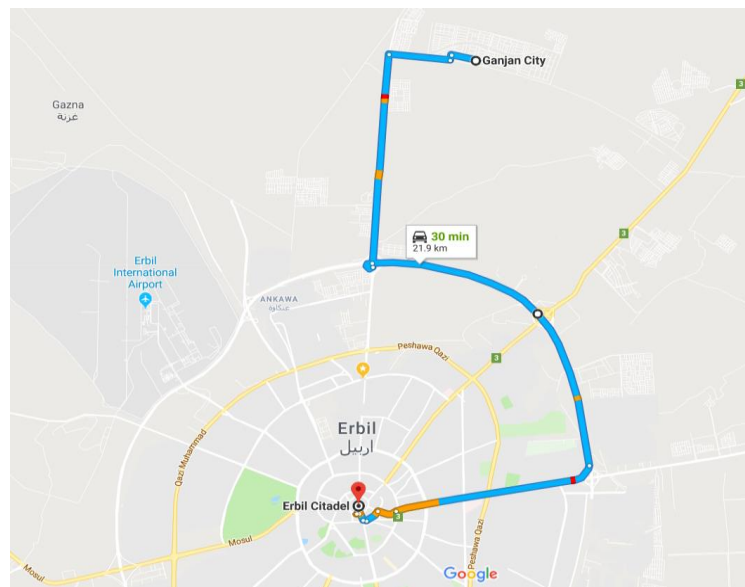 Ganjan City
3
Gazna
غزنة
3
30 min
21.9 km
Erbil
International
Airport
ANKAWA
عنكاوه
Peshawa Qazi
3
Erbil
اربيل
Qazi Muhammad
Erbil Citadel
3
Mosul
Mosul
Peshawa Qazi
Google